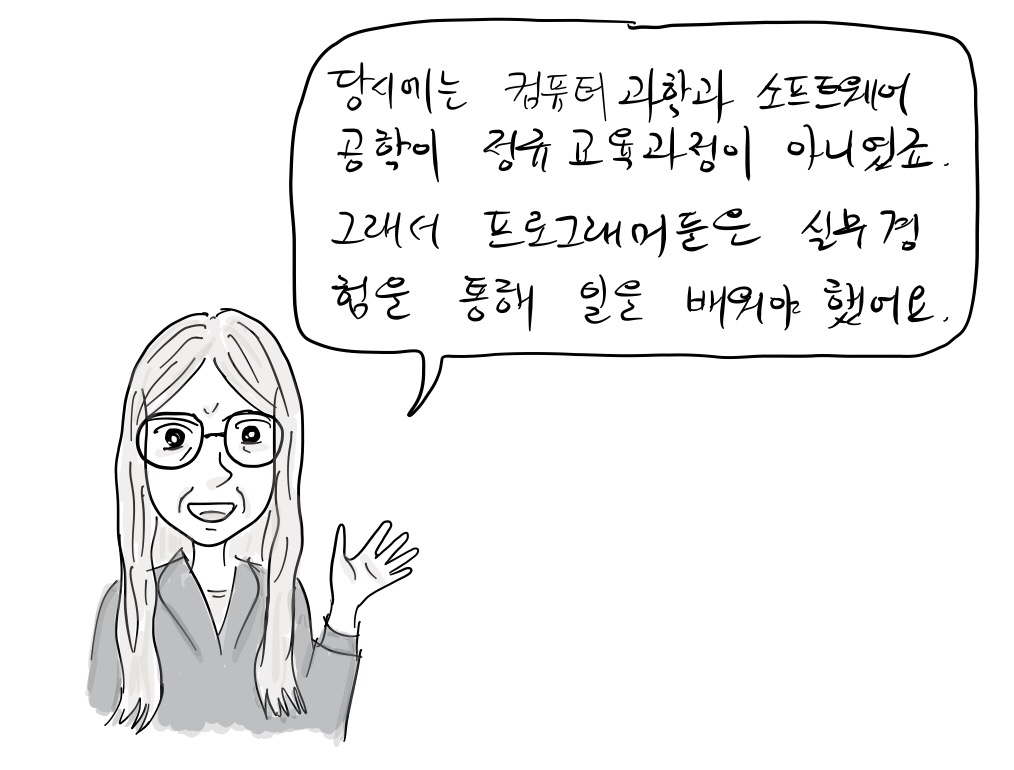 당시에는 컴퓨터 과학과 소프트웨어
공학이 정규 교육과정이 아니었죠.
그래서 프로그래머들은 실무 경
험을 통해 일을 배워야 했어요.